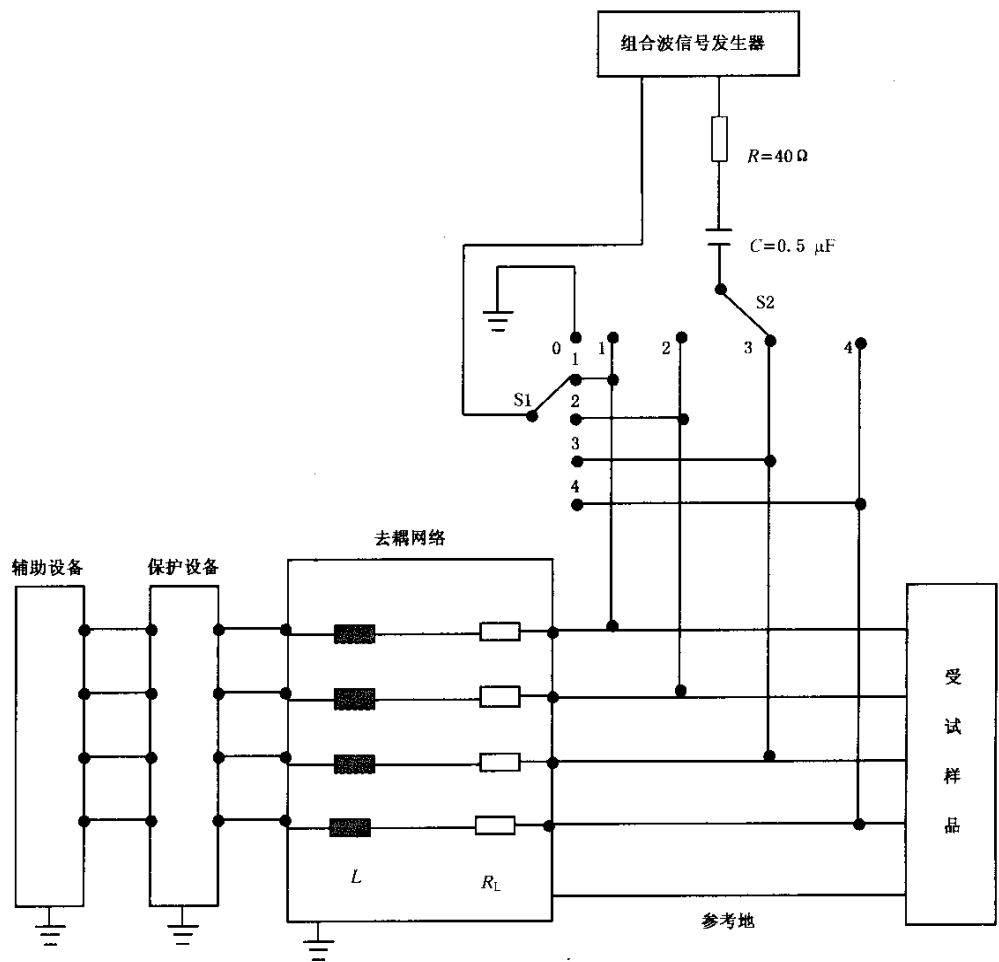 组合波信号发生器
R=40Ω
C=0.5 μF
S2
0
1
2
3
4
1
S1
2
3
4
去耦网络
辅助设备
保护设备
受试样品
L
RL
参考地